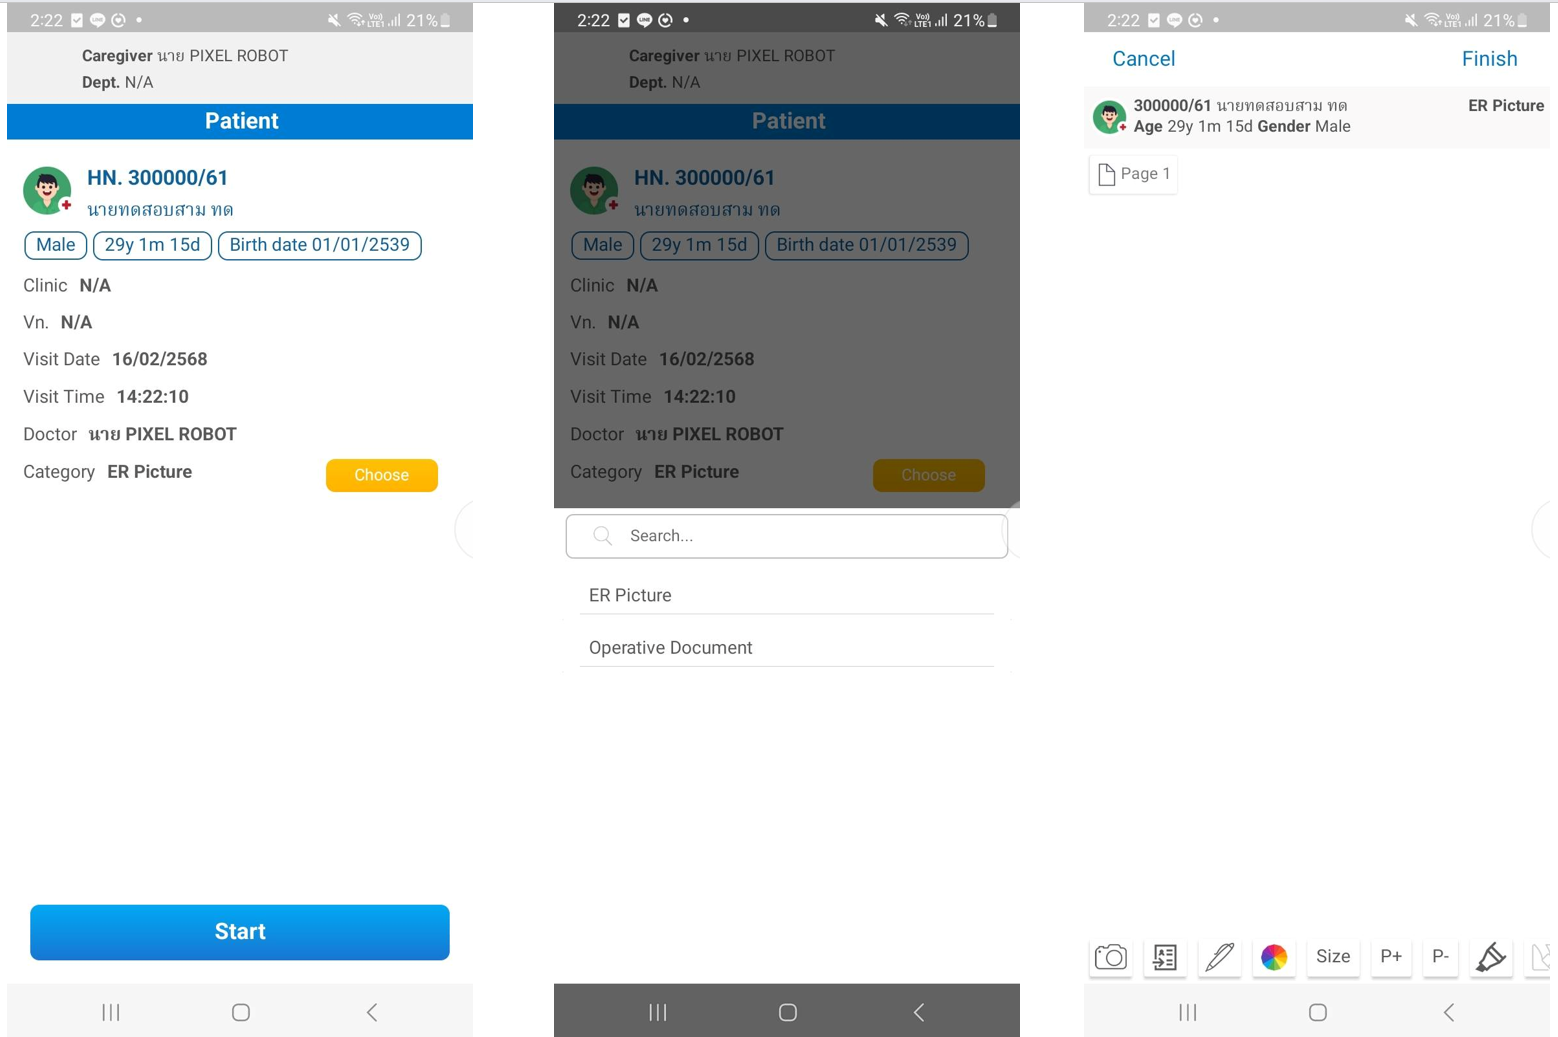 2:22
VoJ LTE1 21%
Caregiver นาย PIXEL ROBOT
Dept. N/A
Patient
HN. 300000/61
นายทดสอบสาม ทด
Male 29y 1m 15d Birth date 01/01/2539
Clinic N/A
Vn. N/A
Visit Date 16/02/2568
Visit Time 14:22:10
Doctor นาย PIXEL ROBOT
Category ER Picture Choose
Start
2:22
VoJ LTE1 21%
Caregiver นาย PIXEL ROBOT
Dept. N/A
Patient
HN. 300000/61
นายทดสอบสาม ทด
Male 29y 1m 15d Birth date 01/01/2539
Clinic N/A
Vn. N/A
Visit Date 16/02/2568
Visit Time 14:22:10
Doctor นาย PIXEL ROBOT
Category ER Picture Choose
Search...
ER Picture
Operative Document
2:22
VoJ LTE1 21%
Cancel Finish
300000/61 นายทดสอบสาม ทด ER Picture
Age 29y 1m 15d Gender Male
Page 1
Size P+ P-